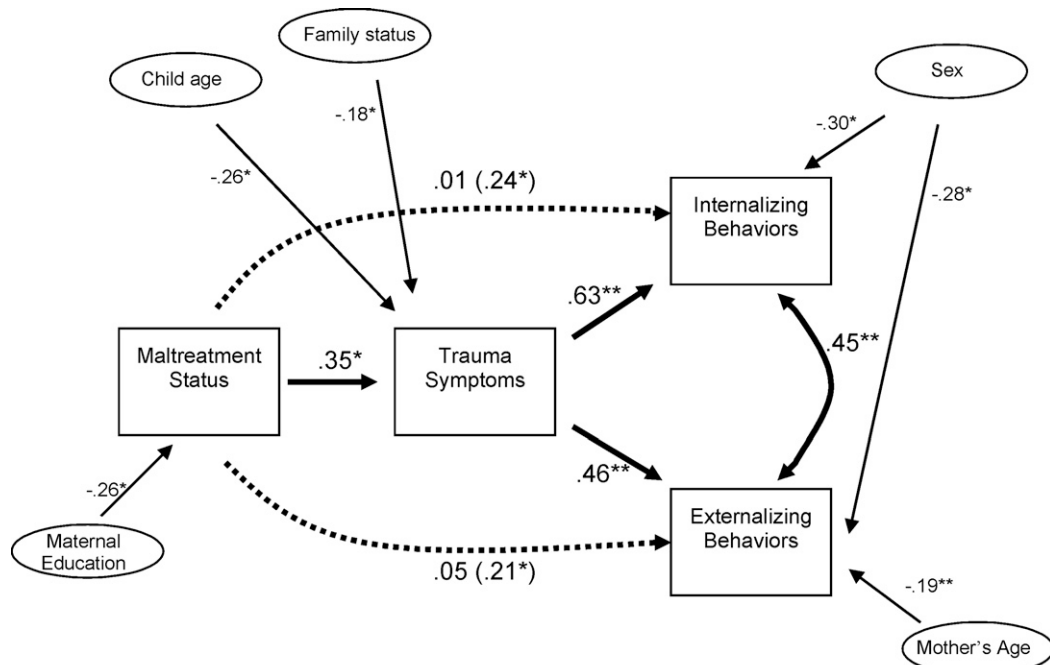 Family status
Child age
Sex
-.18*
-.30*
-.26*
.01 (.24*)
-.28*
Internalizing
Behaviors
.63**
Maltreatment
Status
.35*
Trauma
Symptoms
.45**
.46**
-.26*
Maternal
Education
Externalizing
Behaviors
.05 (.21*)
-.19**
Mother's Age